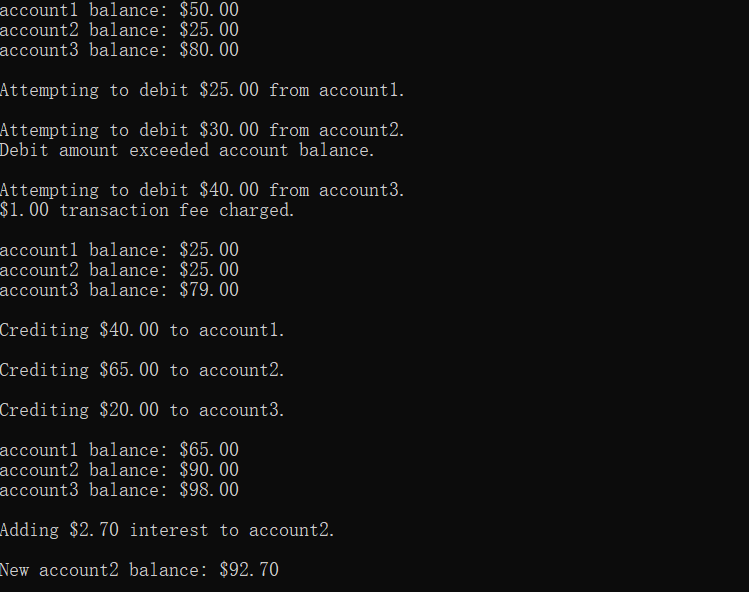 account1 balance: $50.00
account2 balance: $25.00
account3 balance: $80.00
Attempting to debit $25.00 from account1.
Attempting to debit $30.00 from account2.
Debit amount exceeded account balance.
Attempting to debit $40.00 from account3.
$1.00 transaction fee charged.
account1 balance: $25.00
account2 balance: $25.00
account3 balance: $79.00
Crediting $40.00 to account1.
Crediting $65.00 to account2.
Crediting $20.00 to account3.
account1 balance: $65.00
account2 balance: $90.00
account3 balance: $98.00
Adding $2.70 interest to account2.
New account2 balance: $92.70